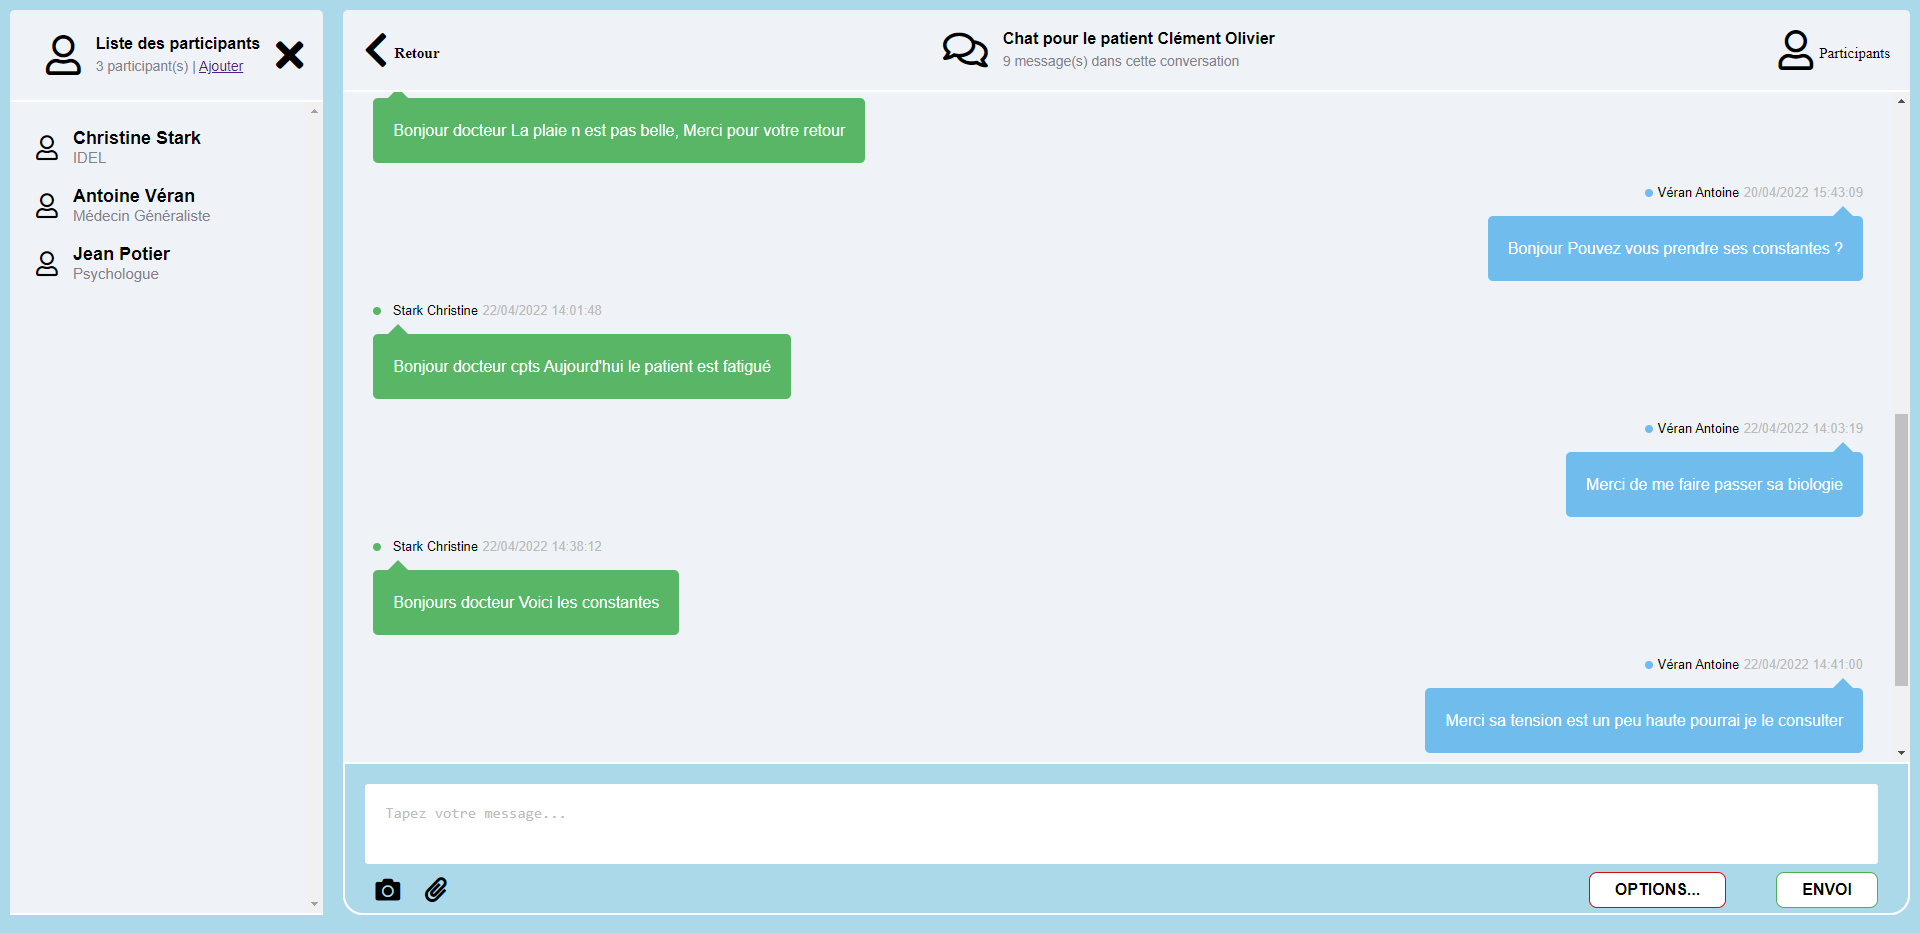 Liste des participants
3 participant(s) | Ajouter
Christine Stark
IDEL
Antoine Véran
Médecin Généraliste
Jean Potier
Psychologue
Retour
Chat pour le patient Clément Olivier
9 message(s) dans cette conversation
Participants
Bonjour docteur La plaie n est pas belle, Merci pour votre retour
Véran Antoine 20/04/2022 15:43:09
Bonjour Pouvez vous prendre ses constantes ?
Stark Christine 22/04/2022 14:01:48
Bonjour docteur cpts Aujourd'hui le patient est fatigué
Véran Antoine 22/04/2022 14:03:19
Merci de me faire passer sa biologie
Stark Christine 22/04/2022 14:38:12
Bonjours docteur Voici les constantes
Véran Antoine 22/04/2022 14:41:00
Merci sa tension est un peu haute pourrai je le consulter
Tapez votre message...
OPTIONS...
ENVOI